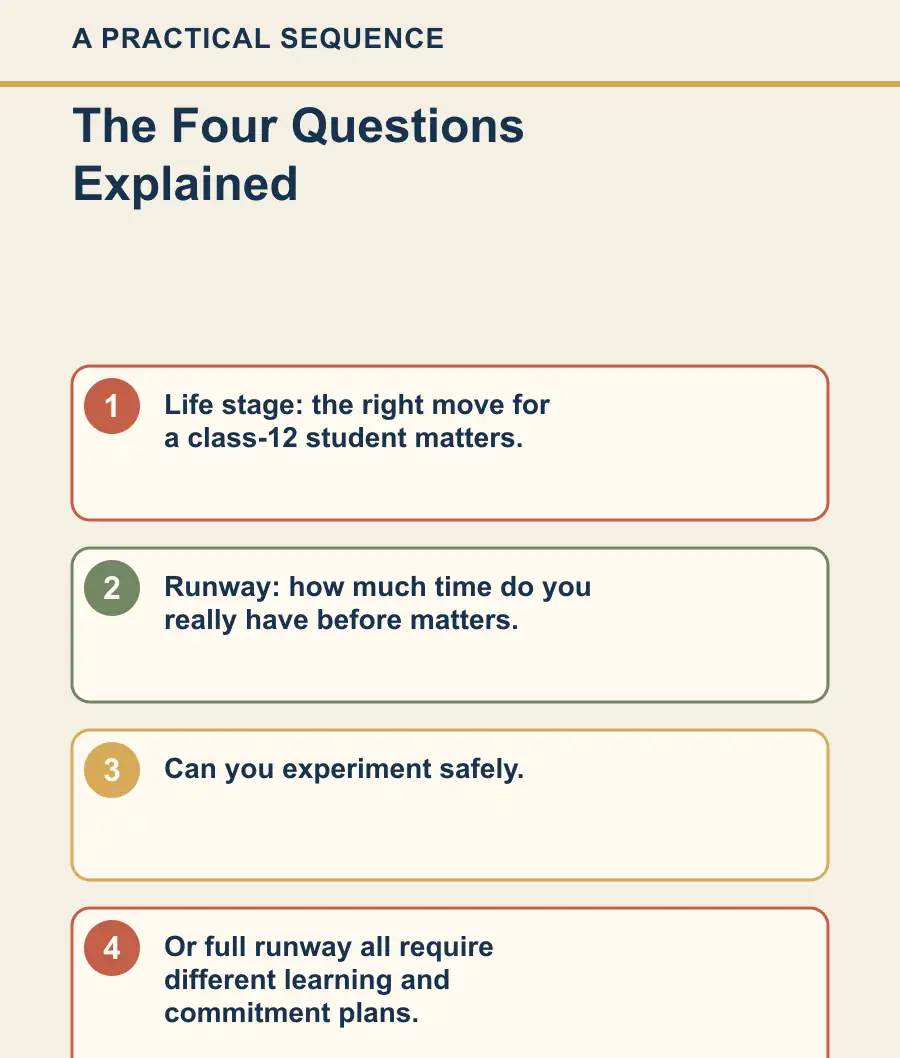 A PRACTICAL SEQUENCE
The Four Questions
Explained
1
Life stage: the right move for
a class-12 student matters.
2
Runway: how much time do you
really have before matters.
3
Can you experiment safely.
4
Or full runway all require
different learning and
commitment plans.